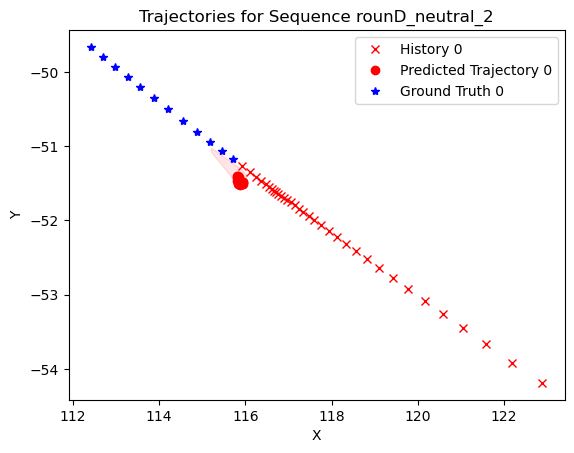 Trajectories for Sequence rounD_neutral_2
History 0
Predicted Trajectory 0
Ground Truth 0
−50
−51
−52
−53
−54
Y
112
114
116
118
120
122
X